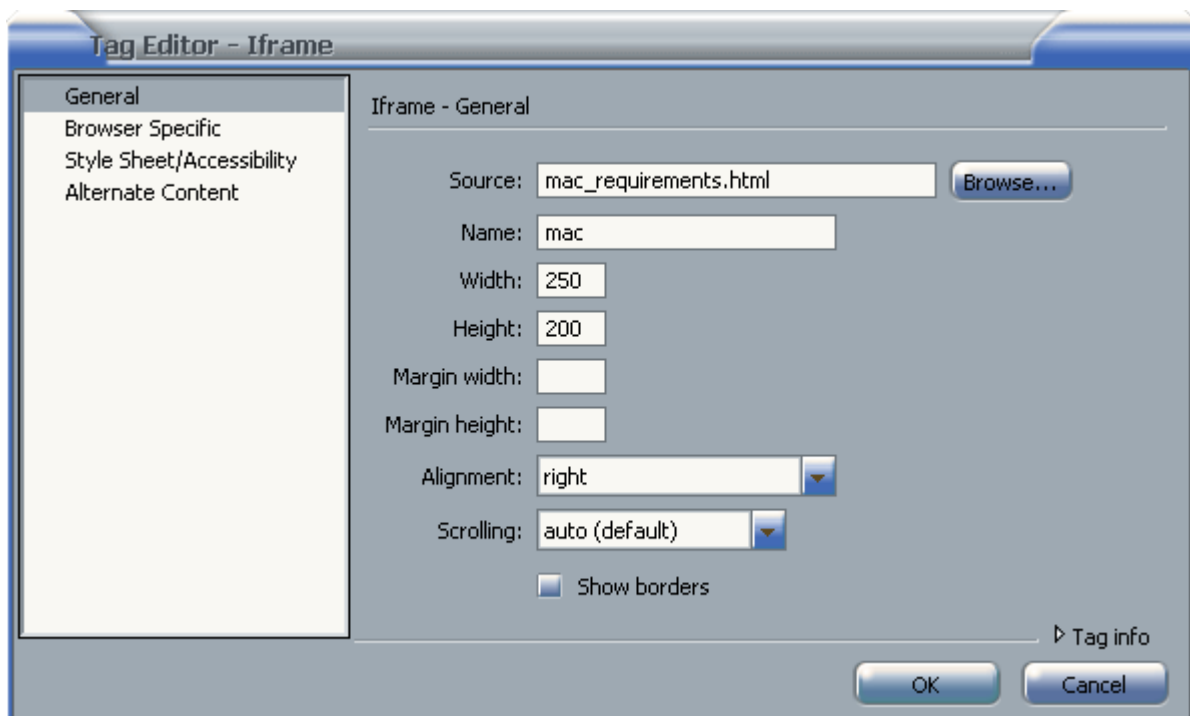 Tag Editor - Iframe
General
Browser Specific
Style Sheet/Accessibility
Alternate Content
Iframe - General
Source: mac_requirements.html Browse...
Name: mac
Width: 250
Height: 200
Margin width:
Margin height:
Alignment: right
Scrolling: auto (default)
Show borders
Tag info
OK Cancel